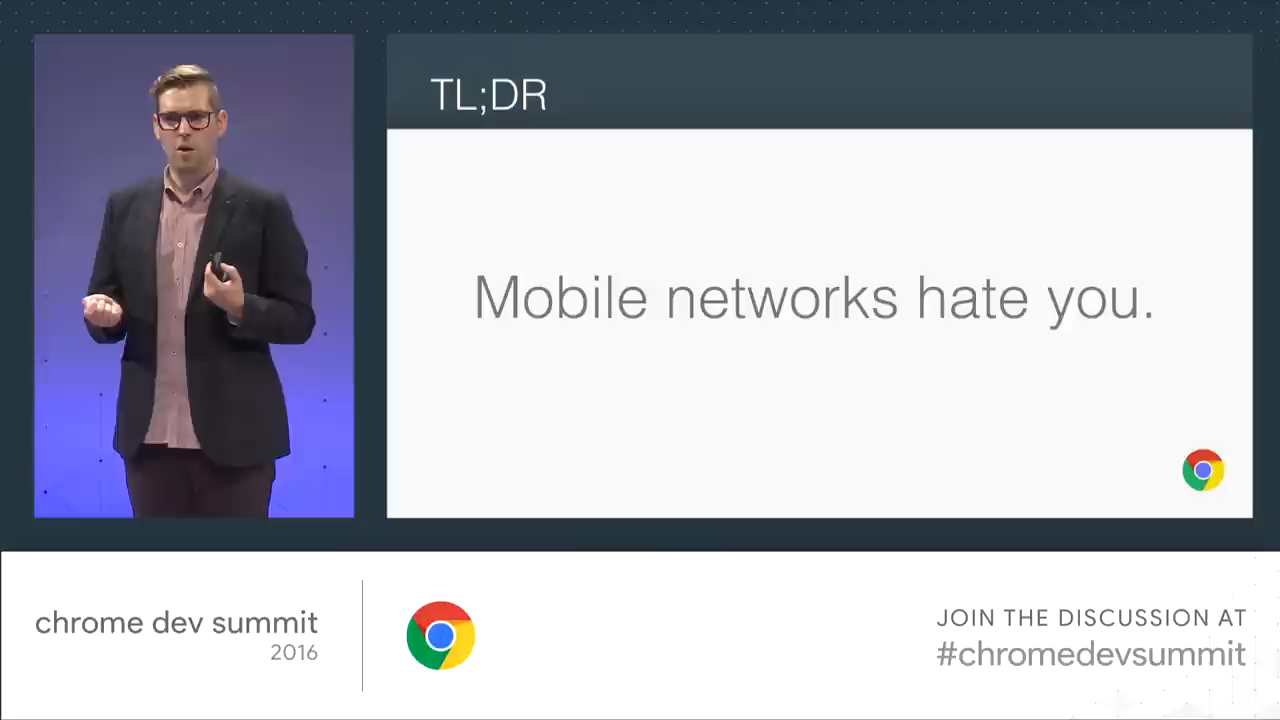 TL;DR
Mobile networks hate you.
chrome dev summit
2016
JOIN THE DISCUSSION AT
#chromedevsummit